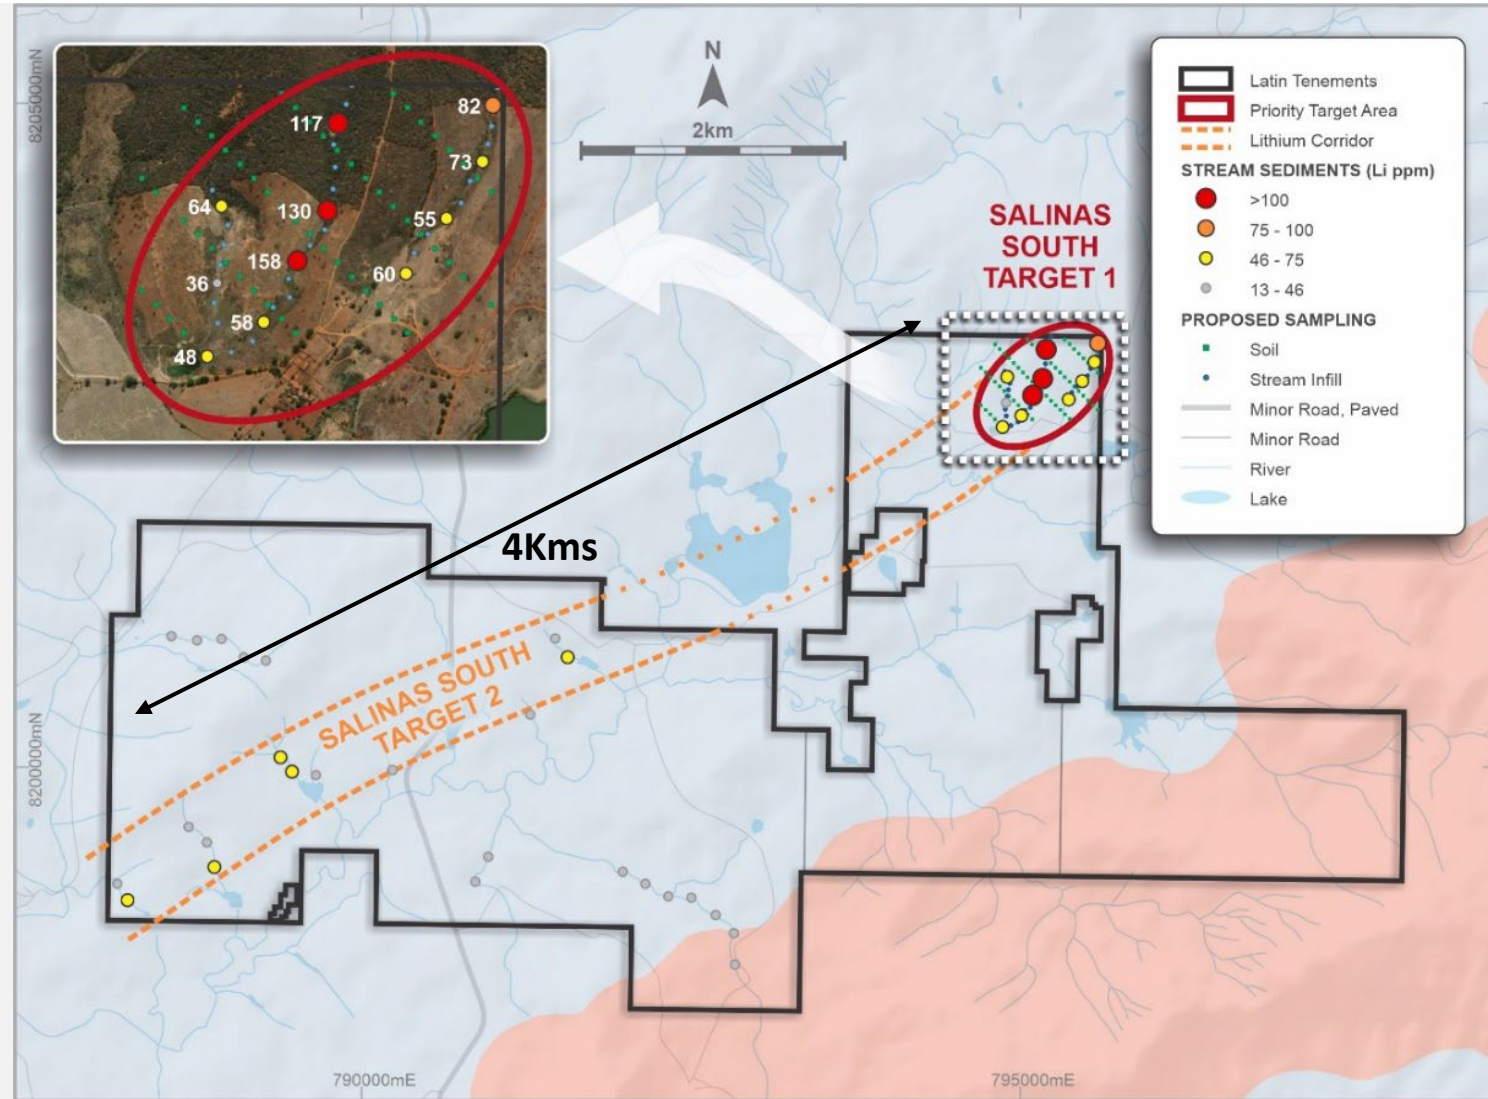 8205000mN
82
117
73
64
130
55
158
36
60
58
48
N
2km
SALINAS
SOUTH
TARGET 1
Latin Tenements
Priority Target Area
Lithium Corridor
STREAM SEDIMENTS (Li ppm)
>100
75 - 100
46 - 75
13 - 46
PROPOSED SAMPLING
Soil
Stream Infill
Minor Road, Paved
Minor Road
River
Lake
4Kms
SALINAS SOUTH
TARGET 2
8200000mN
790000mE
795000mE